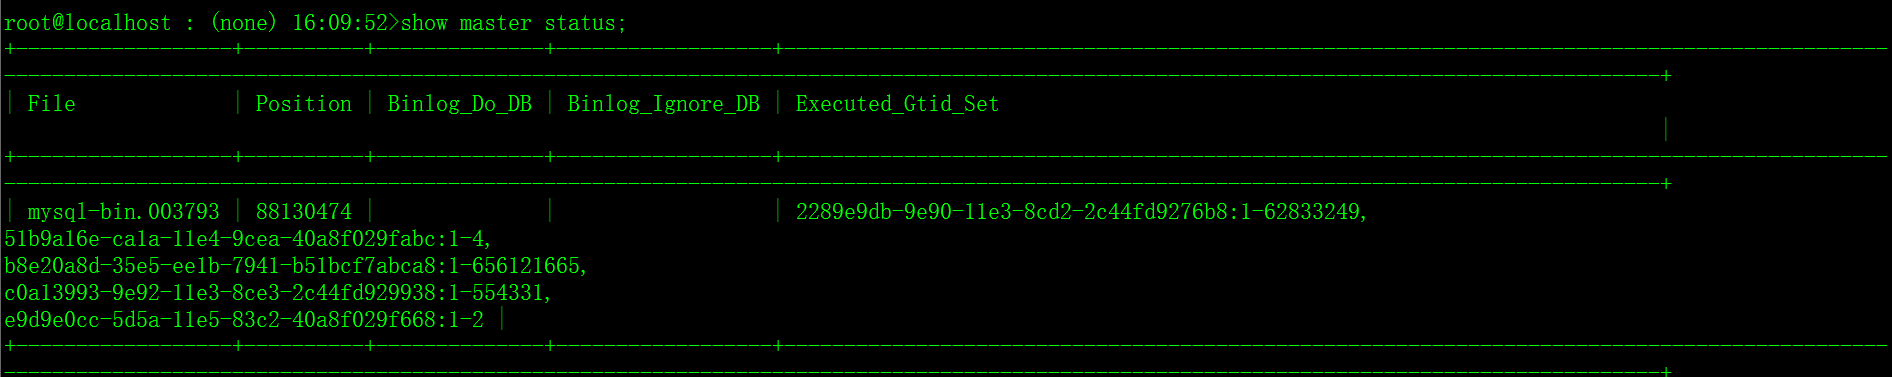 root@localhost : (none) 16:09:52>show master status;
| File | Position | Binlog_Do_DB | Binlog_Ignore_DB | Executed_Gtid_Set |
| mysql-bin.003793 | 88130474 | | | 2289e9db-9e90-11e3-8cd2-2c44fd9276b8:1-62833249,
51b9a16e-ca1a-11e4-9cea-40a8f029fabc:1-4,
b8e20a8d-35e5-ee1b-7941-b51bcf7abca8:1-656121665,
c0a13993-9e92-11e3-8ce3-2c44fd929938:1-554331,
e9d9e0cc-5d5a-11e5-83c2-40a8f029f668:1-2 |